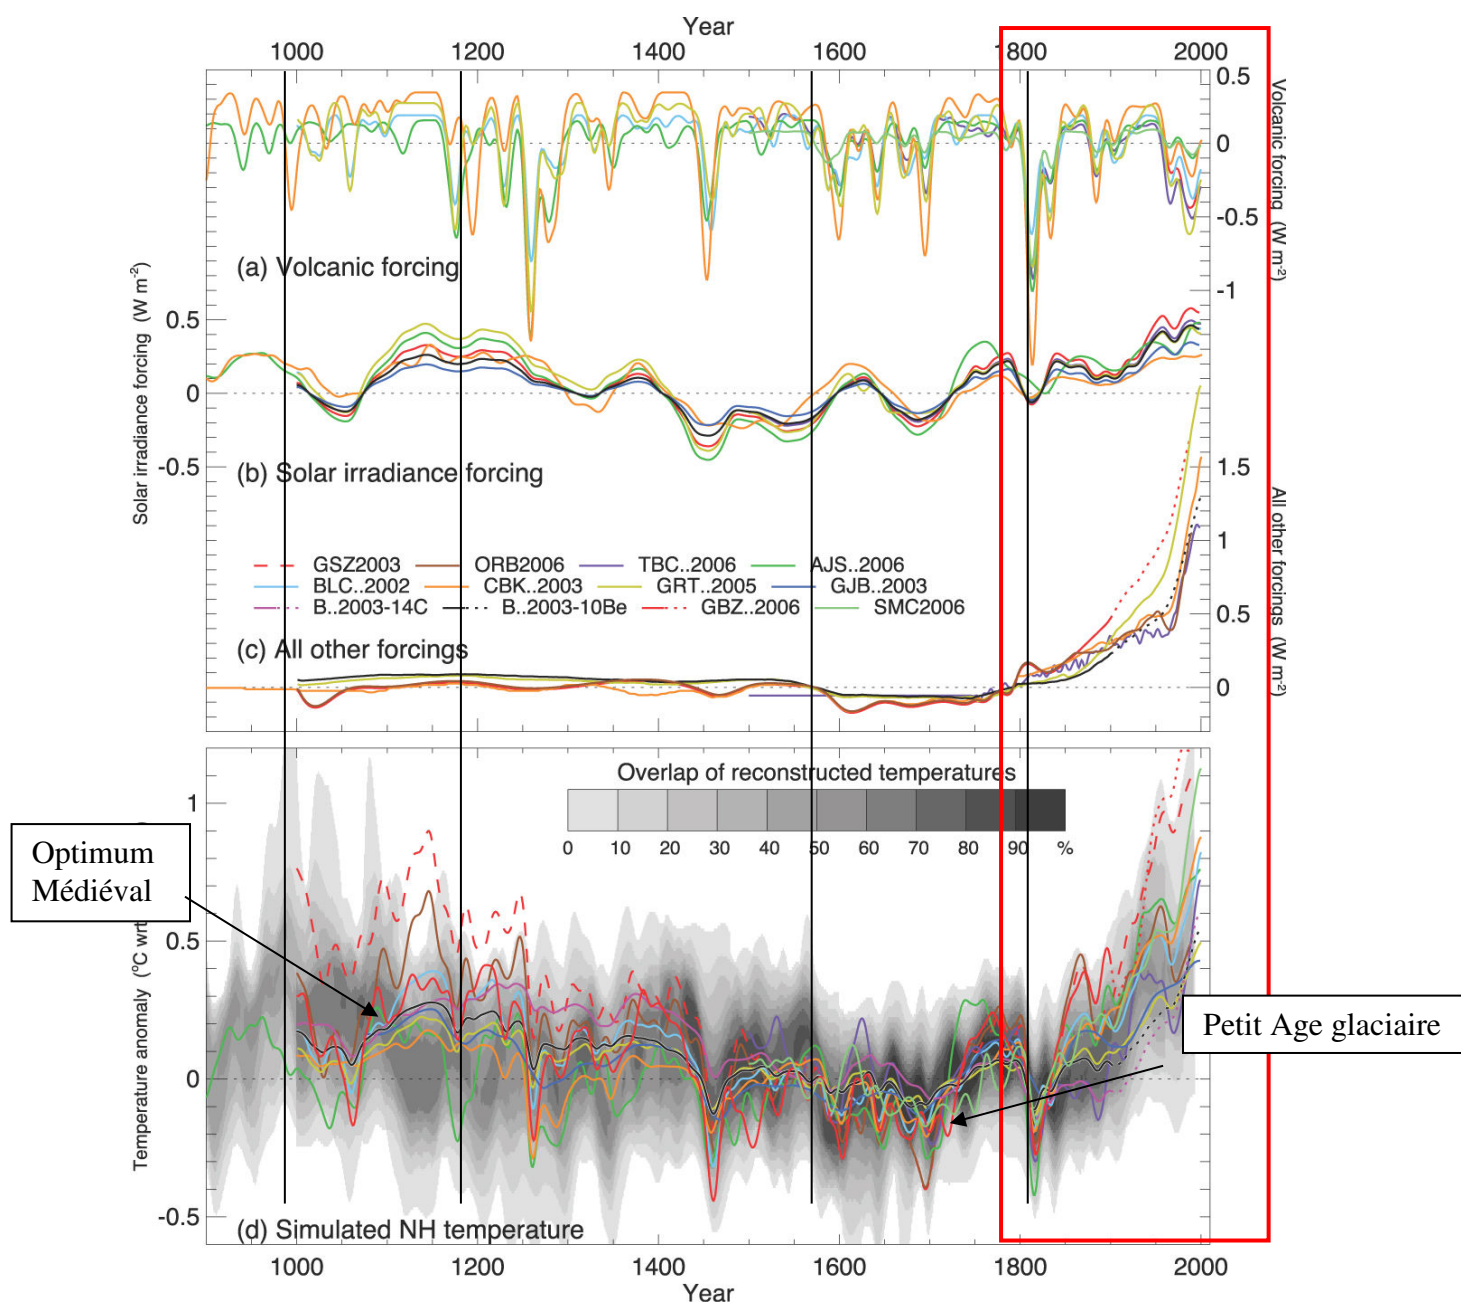 Year
1000 1200 1400 1600 1800 2000
0.5
0
-0.5
-1
Volcanic forcing (W m-2)
(a) Volcanic forcing
Solar irradiance forcing (W m-2)
0.5
0
-0.5
(b) Solar irradiance forcing
1.5
1
0.5
0
All other forcings (W m-2)
GSZ2003 ORB2006 TBC..2006 AJS..2006
BLC..2002 CBK..2003 GRT..2005 GJB..2003
B..2003-14C B..2003-10Be GBZ..2006 SMC2006
(c) All other forcings
Overlap of reconstructed temperatures
0 10 20 30 40 50 60 70 80 90 %
1
0.5
0
-0.5
Temperature anomaly (°C wrt
Optimum
Médiéval
Petit Age glaciaire
(d) Simulated NH temperature
1000 1200 1400 1600 1800 2000
Year